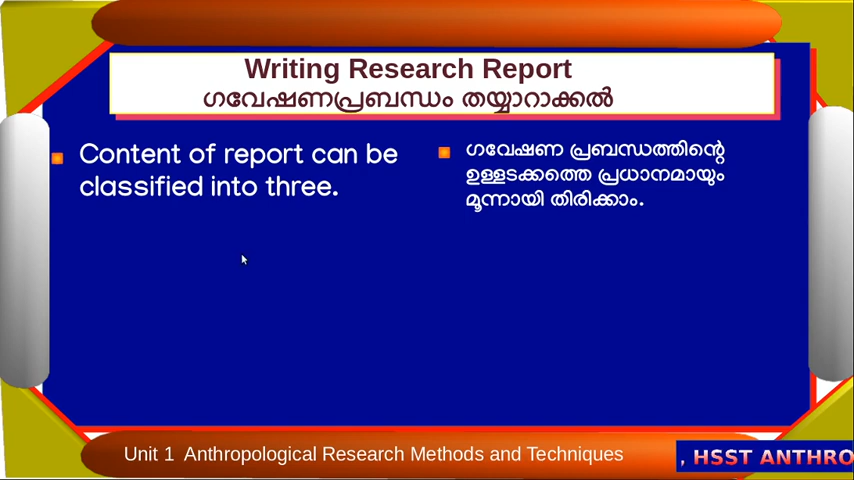 Writing Research Report
ഗവേഷണപ്രബന്ധം തയ്യാറാക്കൽ
Content of report can be
classified into three.
ഗവേഷണ പ്രബന്ധത്തിന്റെ
ഉള്ളടക്കത്തെ പ്രധാനമായും
മൂന്നായി തിരിക്കാം.
Unit 1 Anthropological Research Methods and Techniques
, HSST ANTHRO